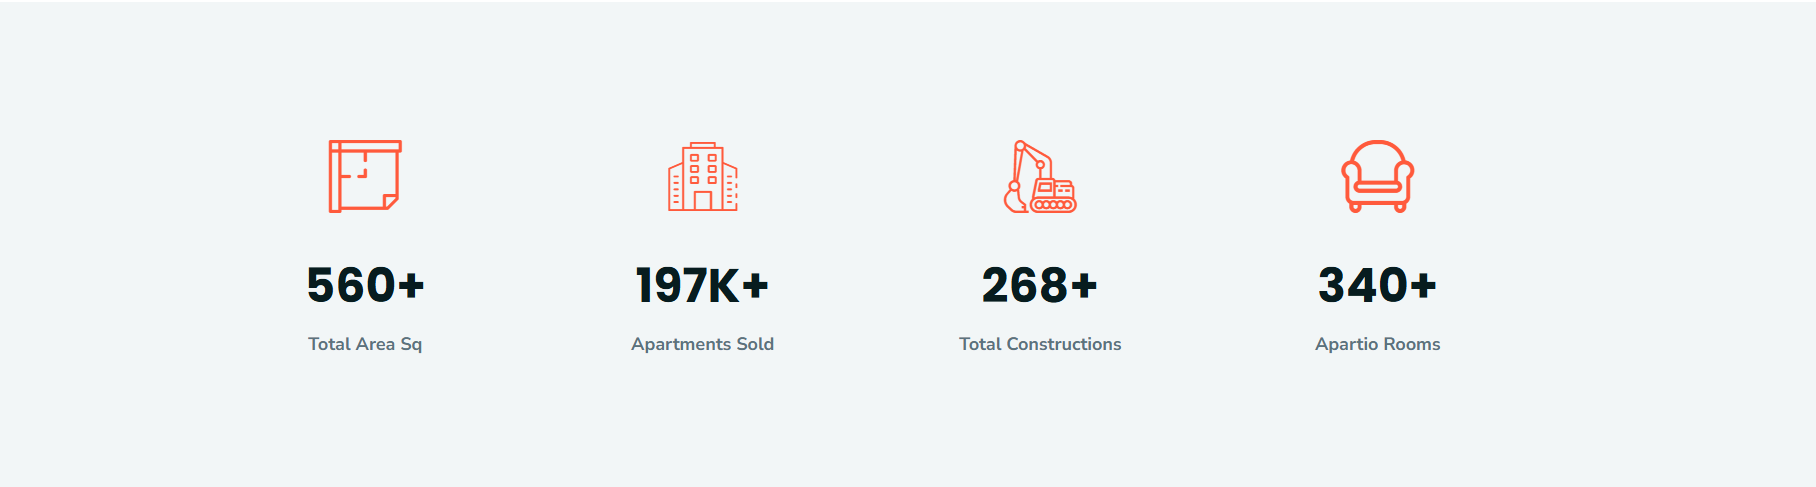 560+
197K+
268+
340+
Total Area Sq
Apartments Sold
Total Constructions
Apartio Rooms